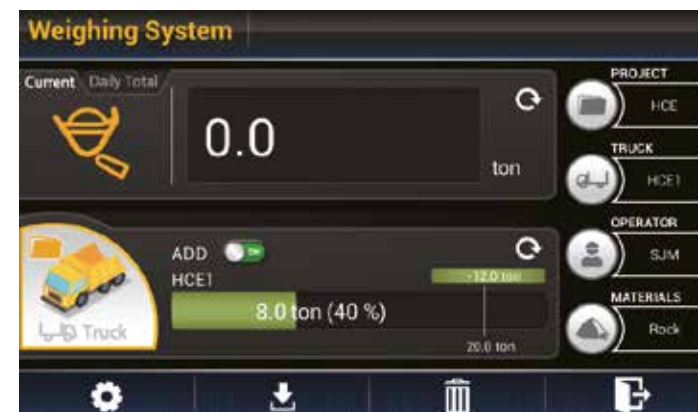 Weighing System
Current
Daily Total
0.0
ton
PROJECT
HCE
TRUCK
HCE1
OPERATOR
SJM
MATERIALS
Rock
ADD
ON
HCE1
-12.0 ton
8.0 ton (40 %)
20.0 ton
Truck